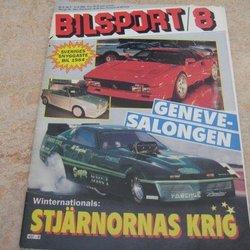 BILSPORT/8
SVERIGES
SNYGGASTE
BIL 1984
GENEVE-
SALONGEN
Winternationals:
STJÄRNORNAS KRIG